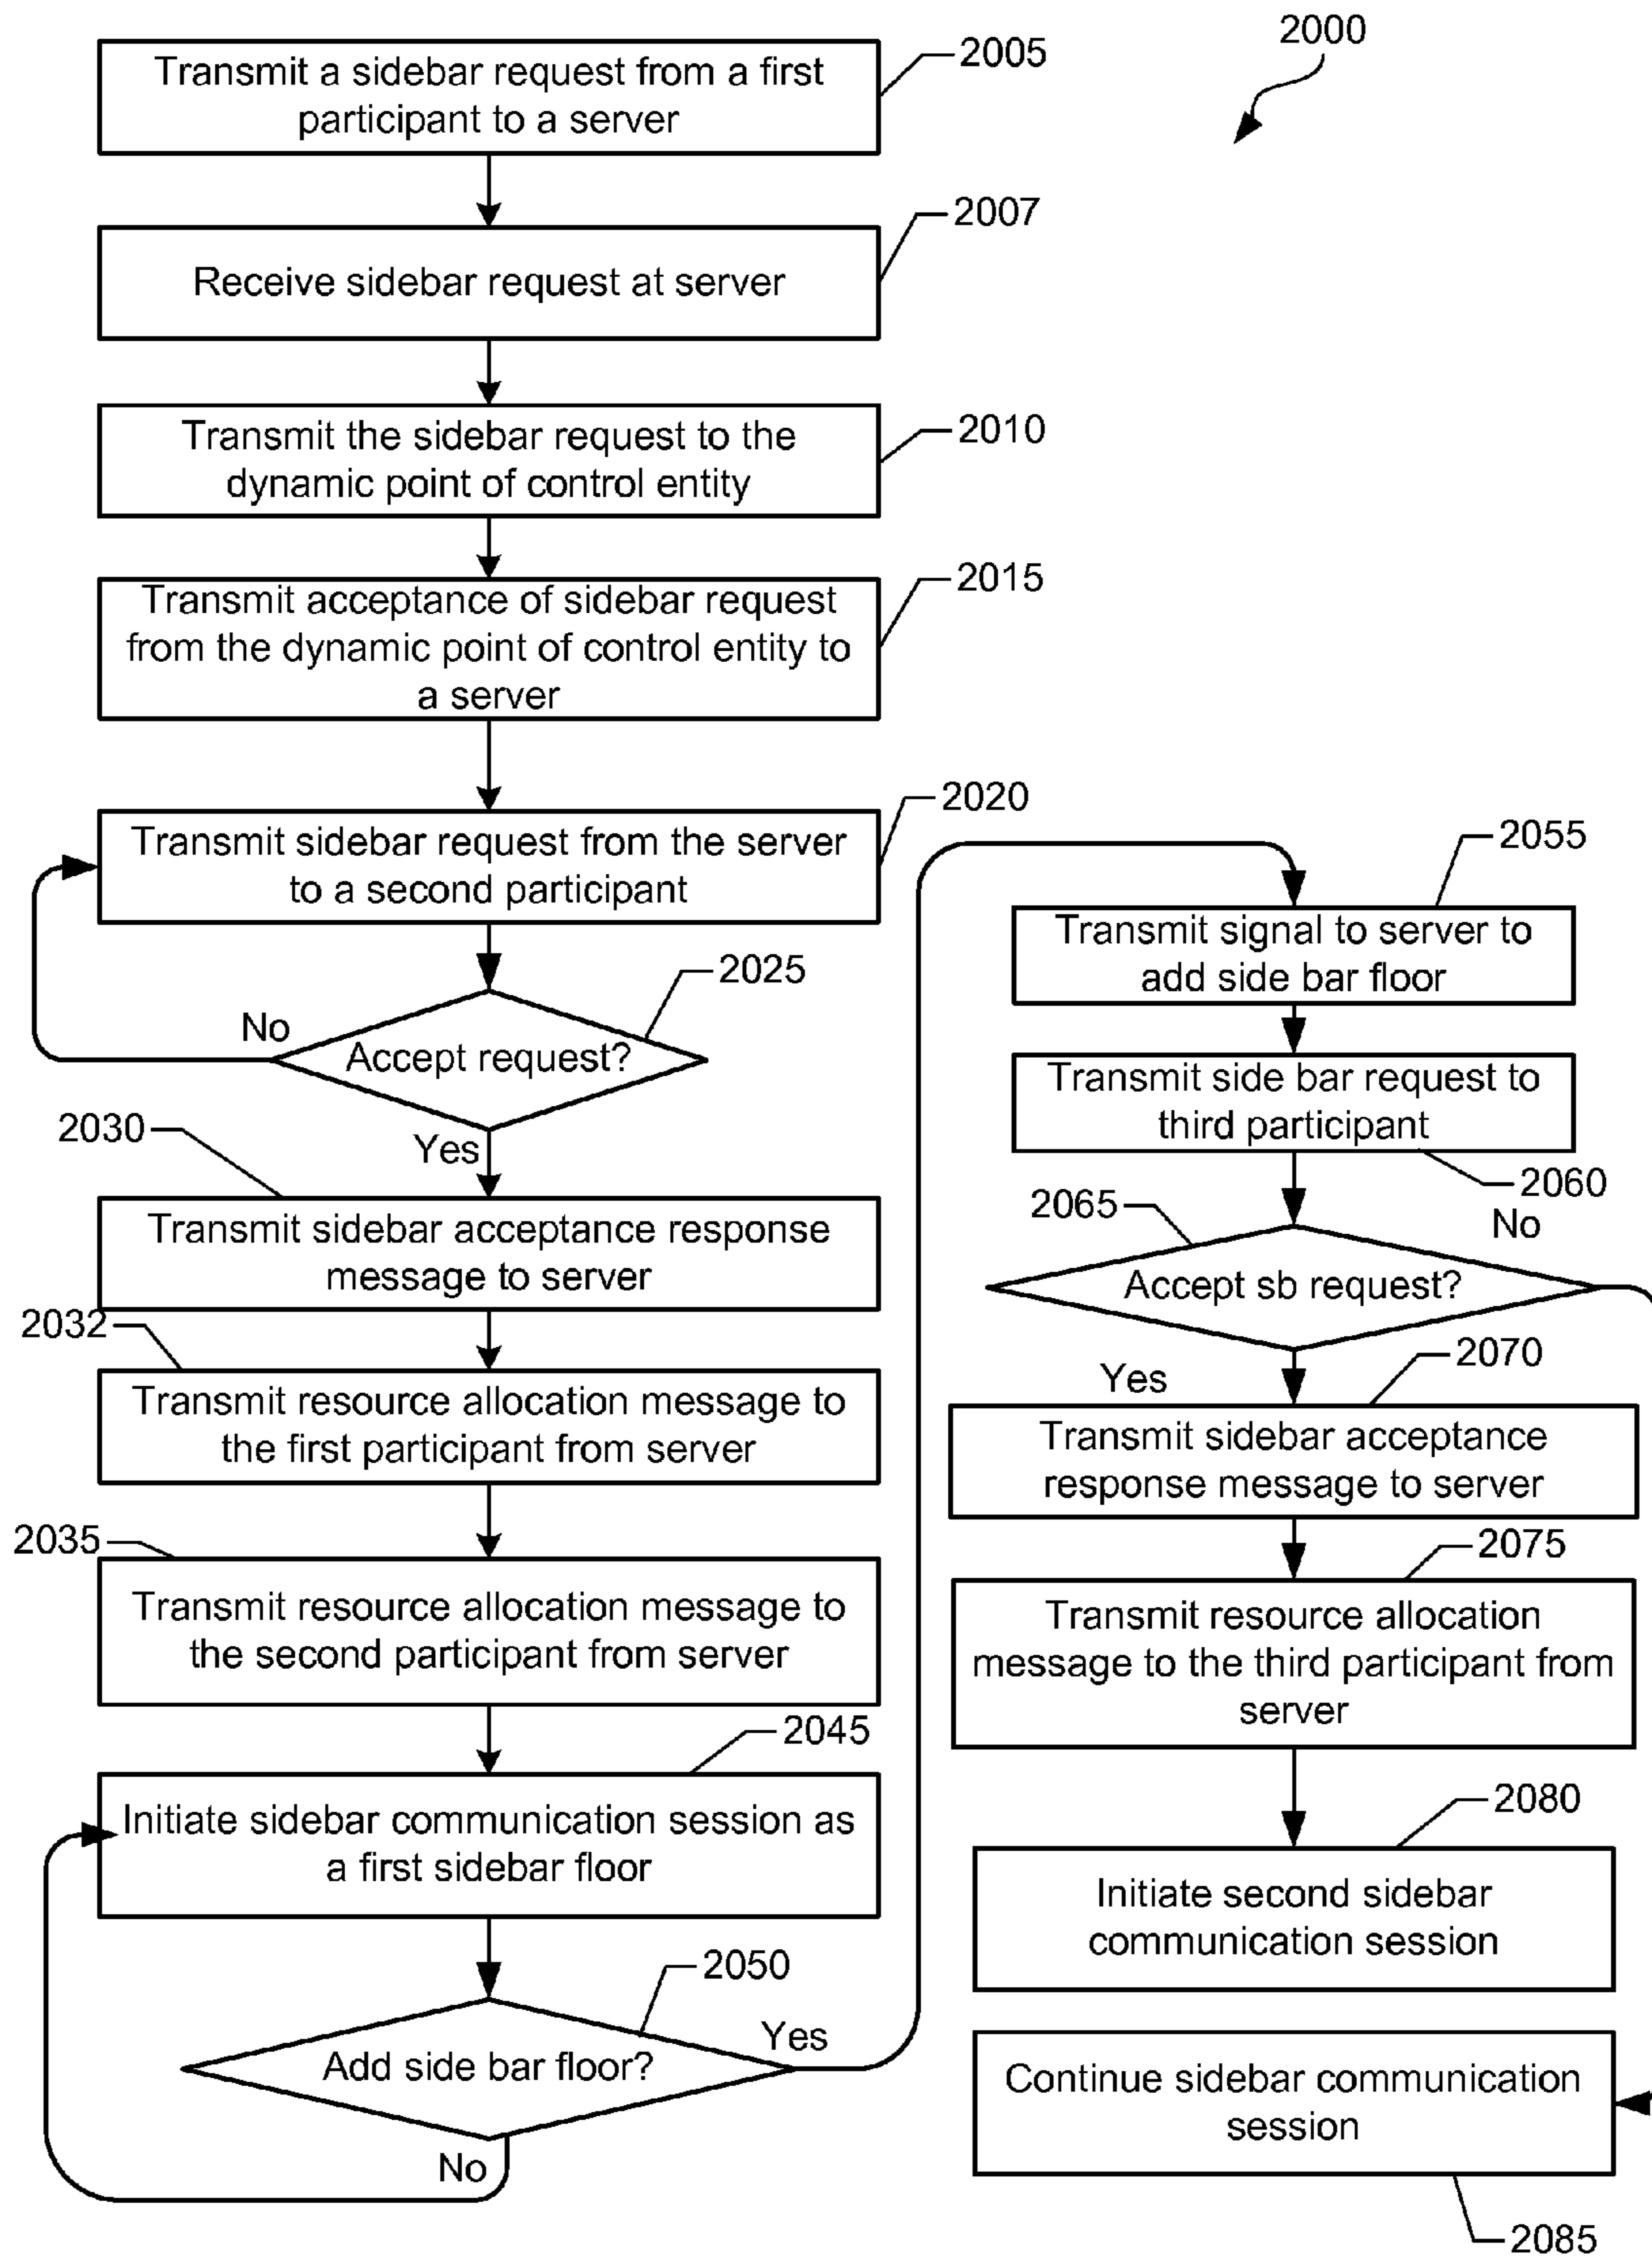 2000
Transmit a sidebar request from a first
participant to a server
2005
Receive sidebar request at server
2007
Transmit the sidebar request to the
dynamic point of control entity
2010
Transmit acceptance of sidebar request
from the dynamic point of control entity to
a server
2015
Transmit sidebar request from the server
to a second participant
2020
Accept request?
2025
No
Yes
2030
Transmit sidebar acceptance response
message to server
2032
Transmit resource allocation message to
the first participant from server
2035
Transmit resource allocation message to
the second participant from server
2045
Initiate sidebar communication session as
a first sidebar floor
2050
Add side bar floor?
Yes
No
2055
Transmit signal to server to
add side bar floor
Transmit side bar request to
third participant
2060
2065
No
Accept sb request?
Yes
2070
Transmit sidebar acceptance
response message to server
2075
Transmit resource allocation
message to the third participant from
server
2080
Initiate second sidebar
communication session
Continue sidebar communication
session
2085